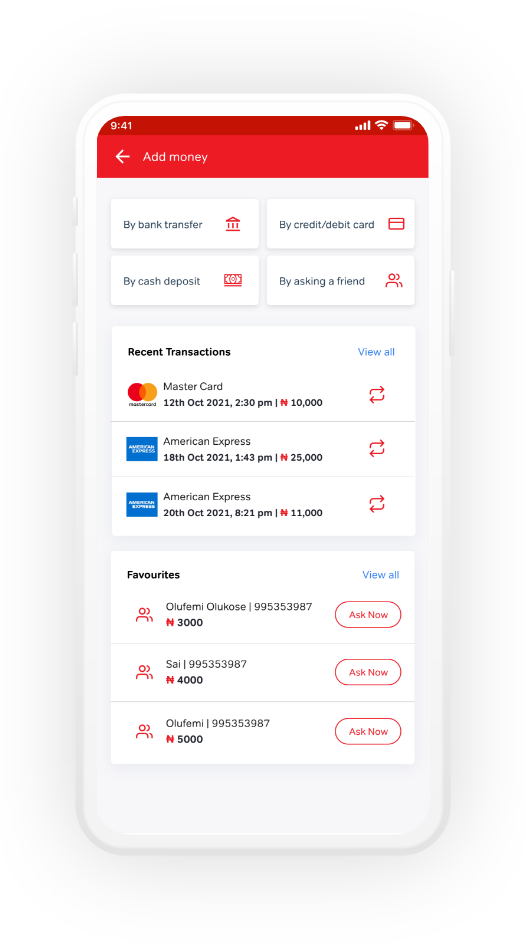 9:41
Add money
By bank transfer
By credit/debit card
By cash deposit
By asking a friend
Recent Transactions
View all
mastercard
Master Card
12th Oct 2021, 2:30 pm | ₦ 10,000
AMERICAN
EXPRESS
American Express
18th Oct 2021, 1:43 pm | ₦ 25,000
AMERICAN
EXPRESS
American Express
20th Oct 2021, 8:21 pm | ₦ 11,000
Favourites
View all
Olufemi Olukose | 995353987
₦ 3000
Ask Now
Sai | 995353987
₦ 4000
Ask Now
Olufemi | 995353987
₦ 5000
Ask Now